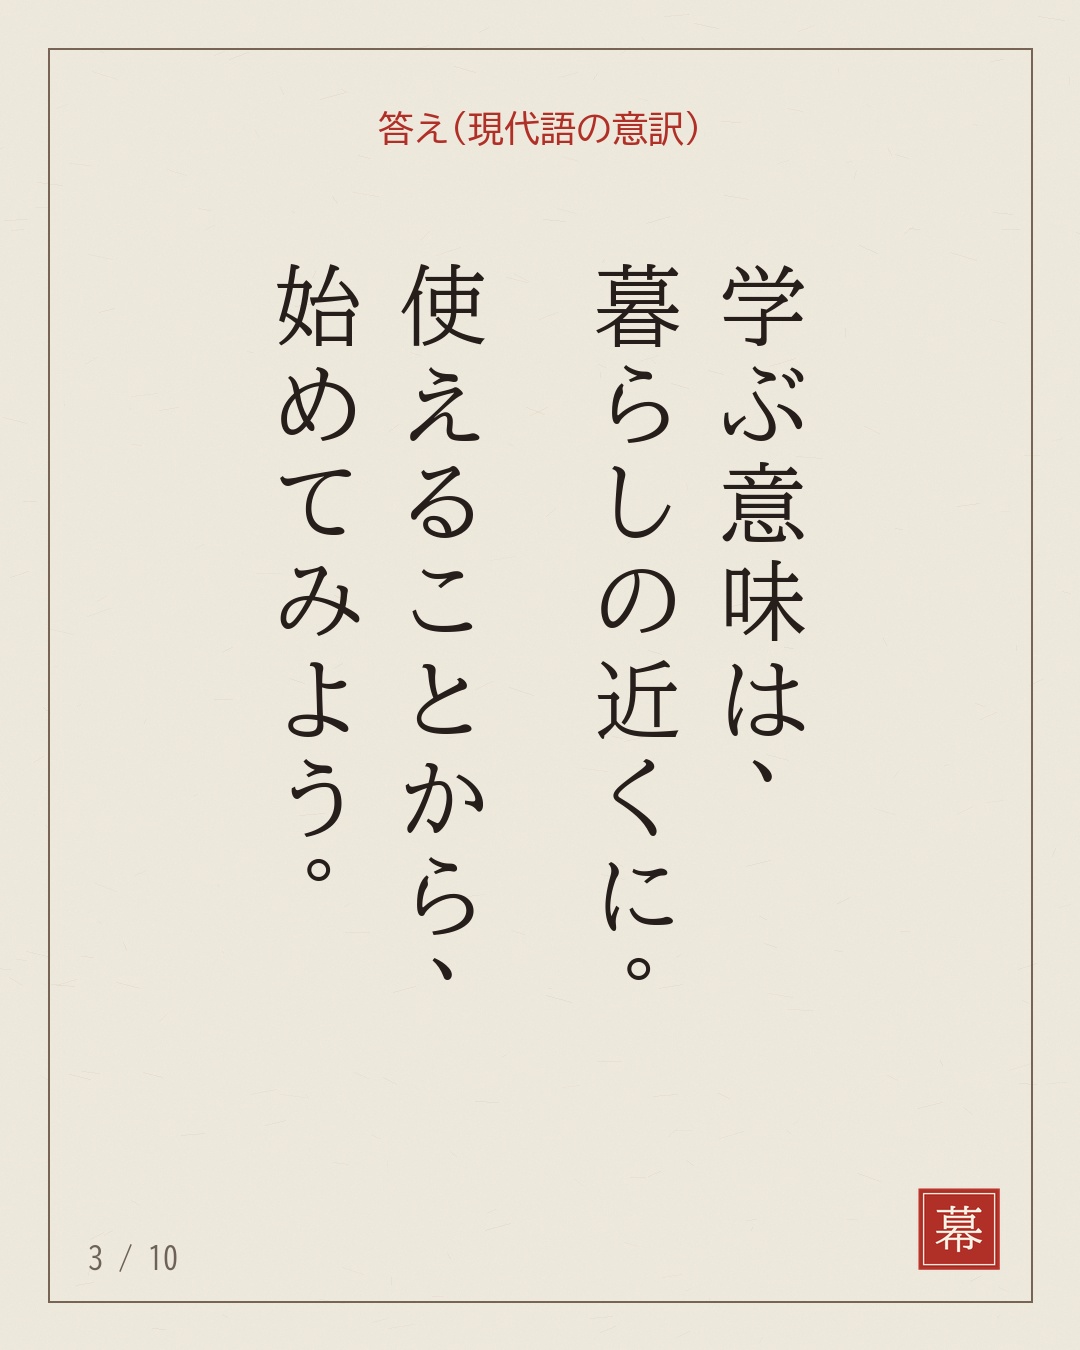 答え（現代語の意訳）
学ぶ意味は、
暮らしの近くに。
使えることから、
始めてみよう。
3 / 10
幕